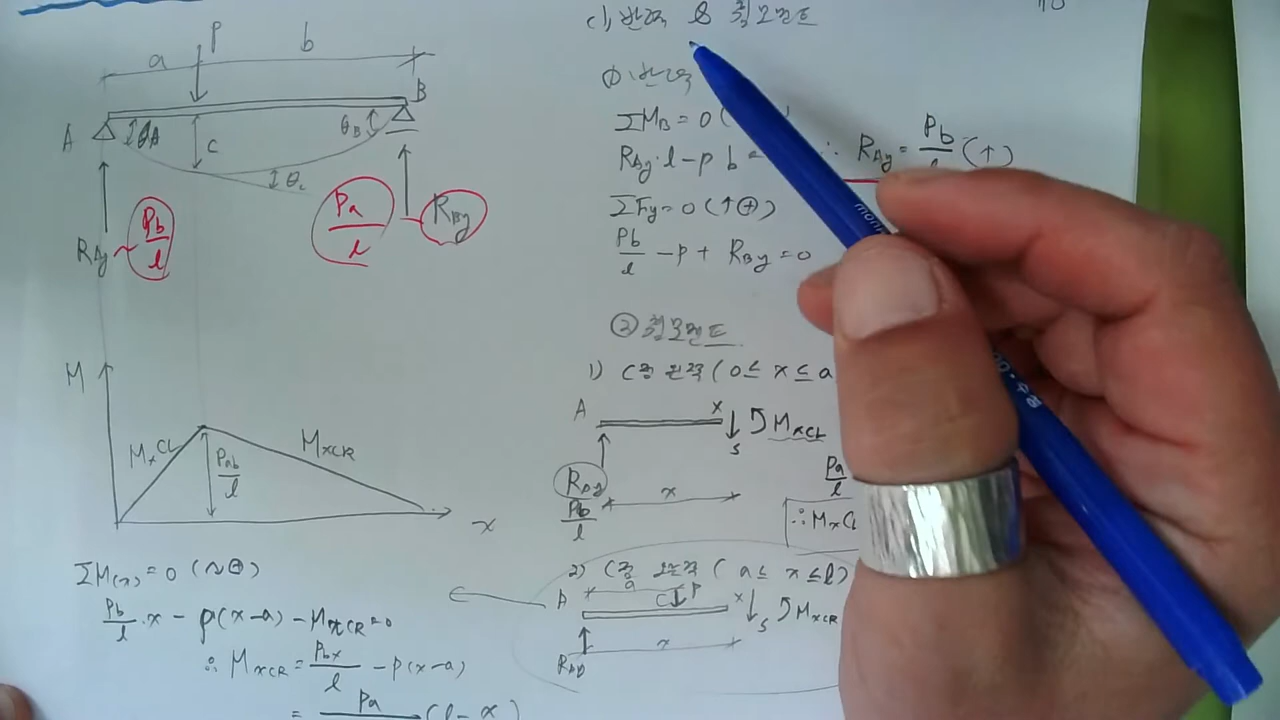 P
a
b
A
B
θA
C
θB
θc
RAy
Pb/l
Pa/l
RBy
M
MxCL
MxCR
Pab/l
x
ΣM(x)=0 (↷⊕)
Pb/l·x - P(x-a) - MxCR=0
∴ MxCR = Pbx/l - P(x-a)
= Pa (l-x)
C), 반력 & 휨모멘트
① 반력
ΣMB=0 (
RAy·l - P b =
∴ RAy = Pb/l (↑)
ΣFy=0 (↑⊕)
Pb/l - P + RBy = 0
② 휨모멘트
1) C점 왼쪽 (0≤ x ≤ a
A
x
S
MxCL
RAy
Pb/l
x
Pa/l
∴ MxCL
2) C점 오른쪽 ( a≤ x ≤ l )
a
A
C
P
x
S
MxCR
x
RAy